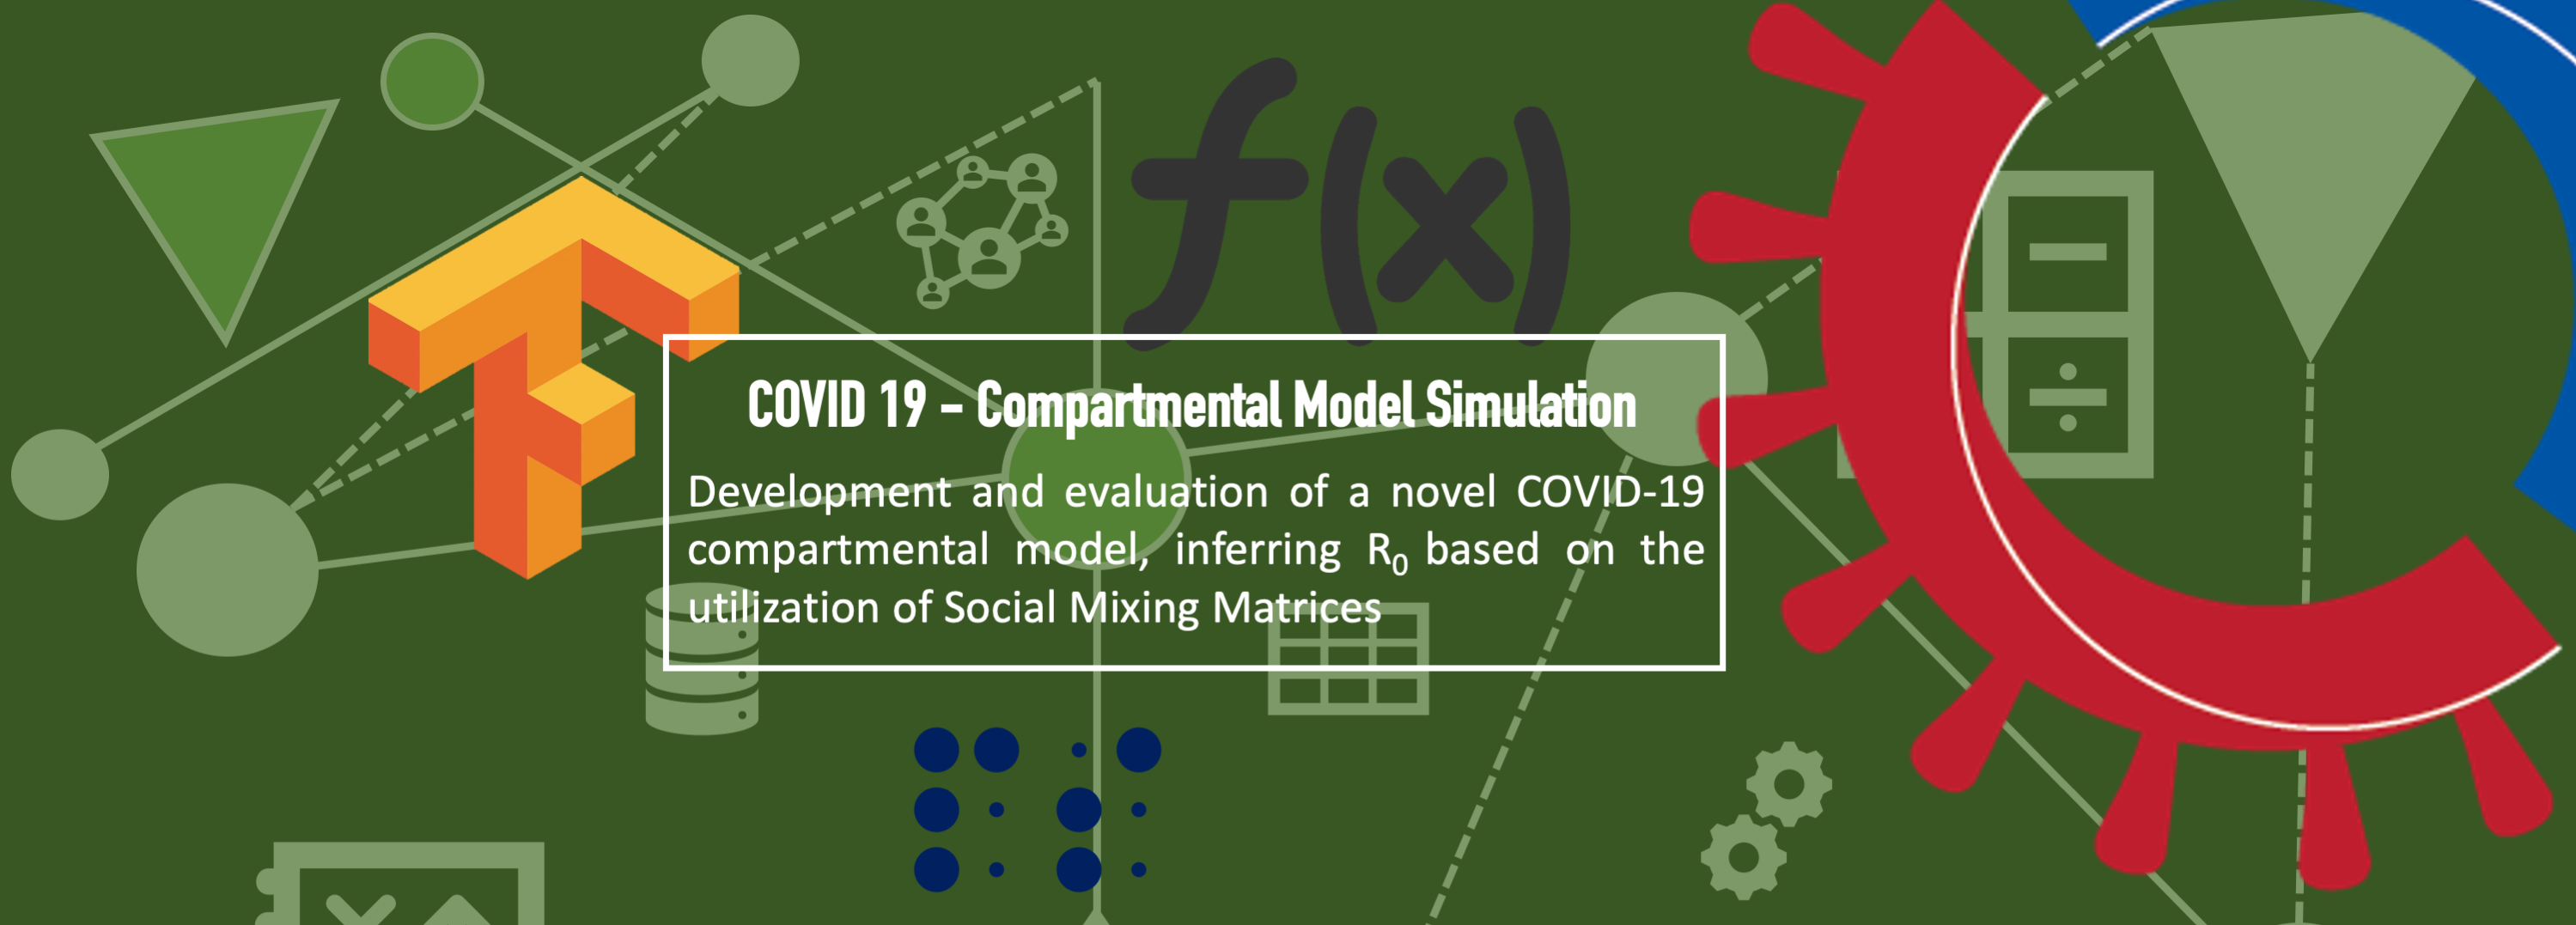 f(x)
COVID 19 – Compartmental Model Simulation
Development and evaluation of a novel COVID-19
compartmental model, inferring R₀ based on the
utilization of Social Mixing Matrices